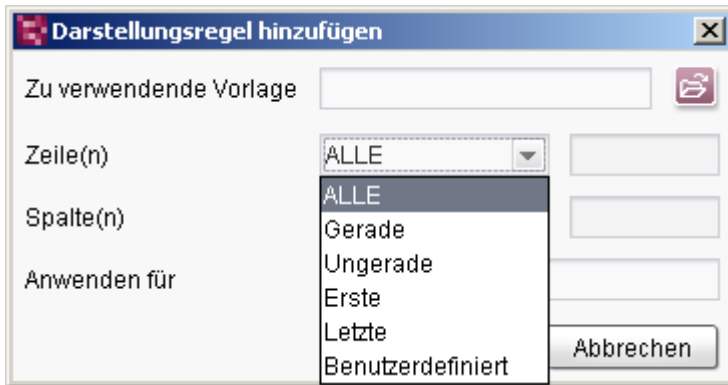 Darstellungsregel hinzufügen
Zu verwendende Vorlage
Zeile(n)
ALLE
ALLE
Gerade
Ungerade
Erste
Letzte
Benutzerdefiniert
Spalte(n)
Anwenden für
Abbrechen